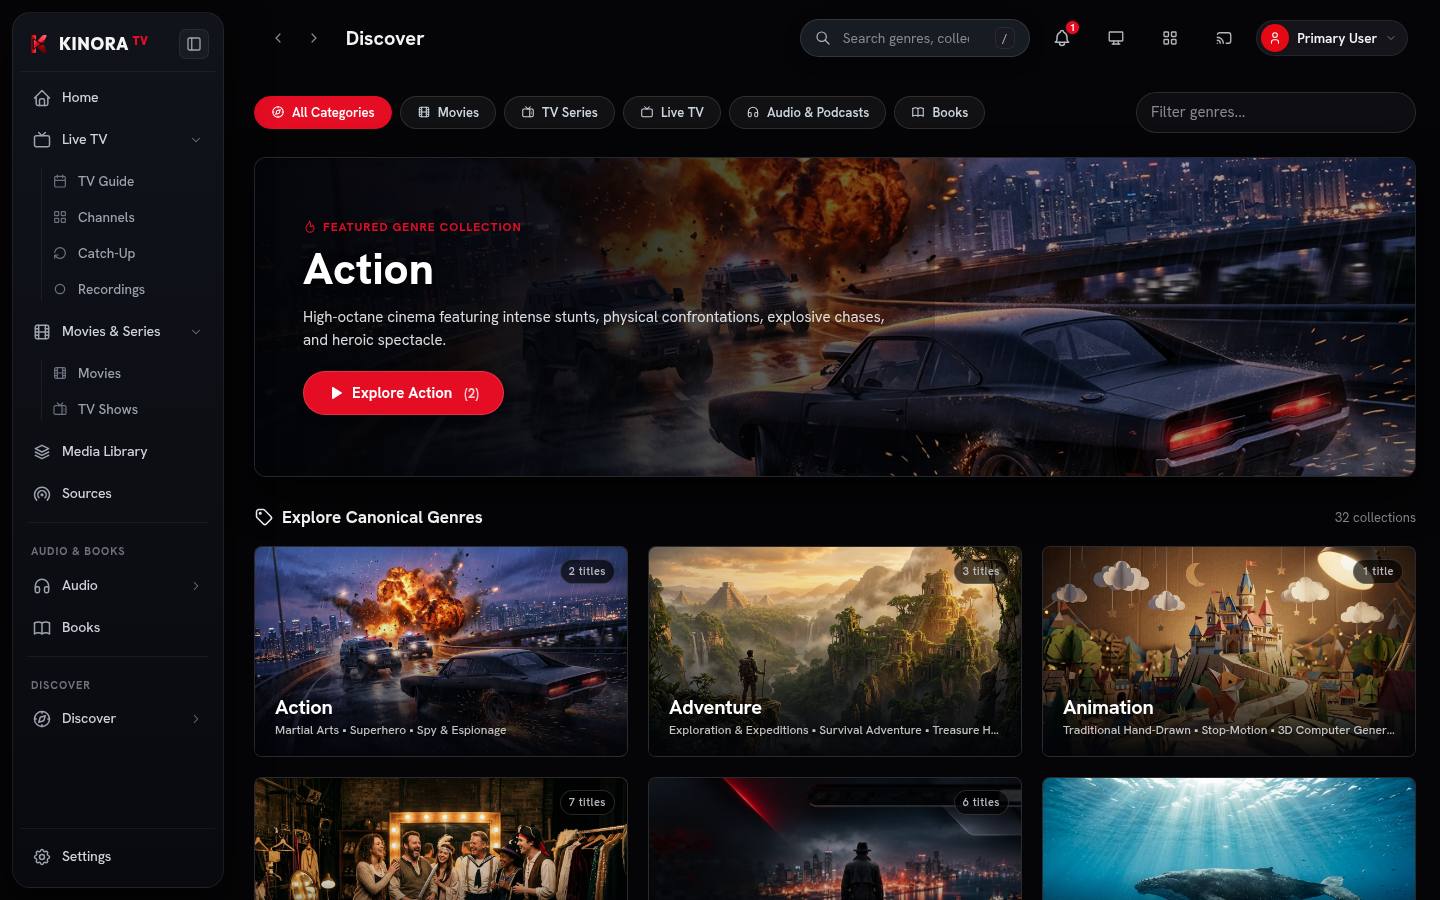 KINORA TV
Home
Live TV
TV Guide
Channels
Catch-Up
Recordings
Movies & Series
Movies
TV Shows
Media Library
Sources
AUDIO & BOOKS
Audio
Books
DISCOVER
Discover
Settings
Discover
Search genres, collec
/
1
Primary User
All Categories
Movies
TV Series
Live TV
Audio & Podcasts
Books
Filter genres...
FEATURED GENRE COLLECTION
Action
High-octane cinema featuring intense stunts, physical confrontations, explosive chases,
and heroic spectacle.
Explore Action (2)
Explore Canonical Genres
32 collections
2 titles
Action
Martial Arts • Superhero • Spy & Espionage
3 titles
Adventure
Exploration & Expeditions • Survival Adventure • Treasure H...
1 title
Animation
Traditional Hand-Drawn • Stop-Motion • 3D Computer Gener...
7 titles
6 titles